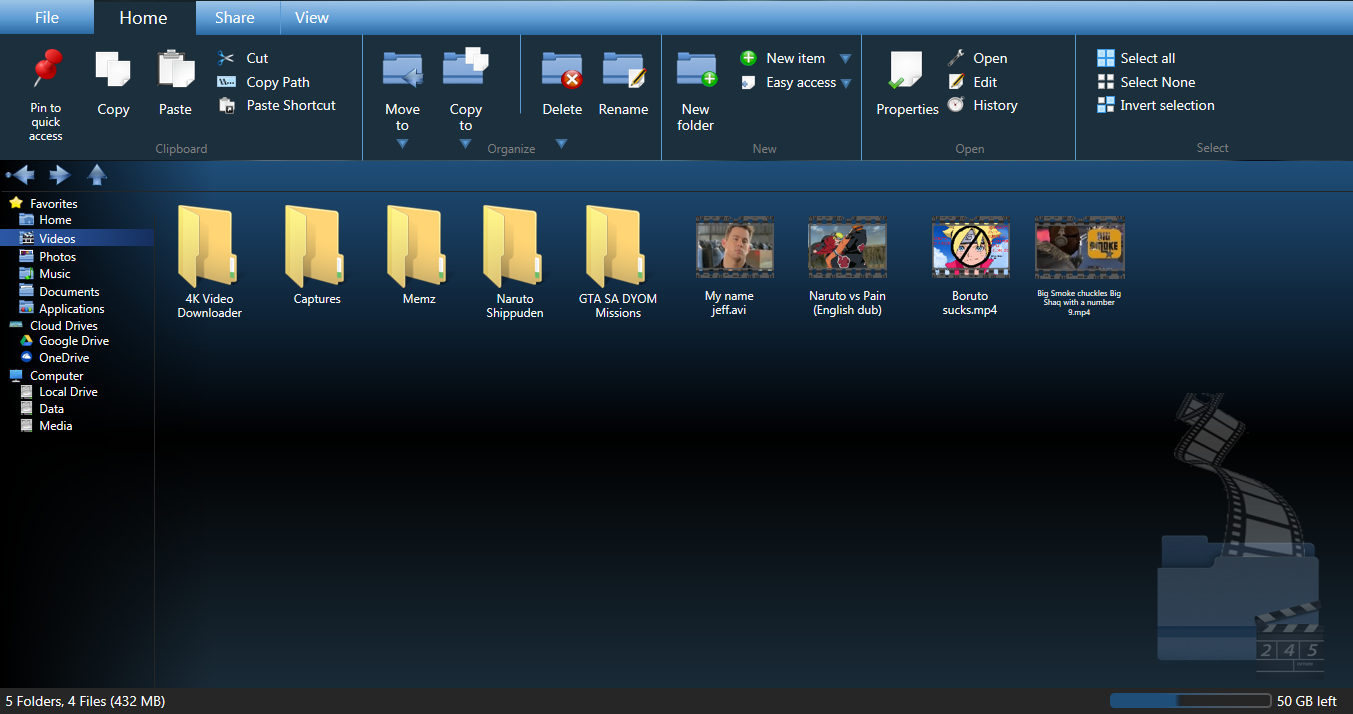 File
Home
Share
View
Pin to
quick
access
Copy
Paste
Cut
Copy Path
Paste Shortcut
Clipboard
Move
to
Copy
to
Delete
Rename
Organize
New
folder
New item
Easy access
New
Properties
Open
Edit
History
Open
Select all
Select None
Invert selection
Select
Favorites
Home
Videos
Photos
Music
Documents
Applications
Cloud Drives
Google Drive
OneDrive
Computer
Local Drive
Data
Media
4K Video
Downloader
Captures
Memz
Naruto
Shippuden
GTA SA DYOM
Missions
My name
jeff.avi
Naruto vs Pain
(English dub)
Boruto
sucks.mp4
BIG
SMOKE
Big Smoke chuckles Big
Shaq with a number
9.mp4
2 4 5
5 Folders, 4 Files (432 MB)
50 GB left